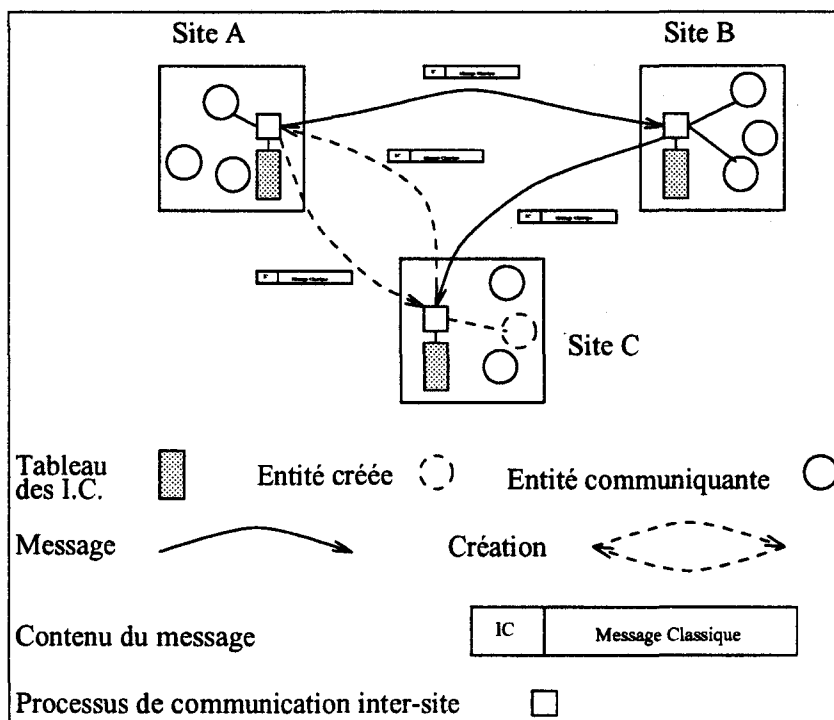 Site A
Site B
Site C
Tableau
des I.C.
Entité créée
Entité communiquante
Message
Création
Contenu du message
IC
Message Classique
Processus de communication inter-site